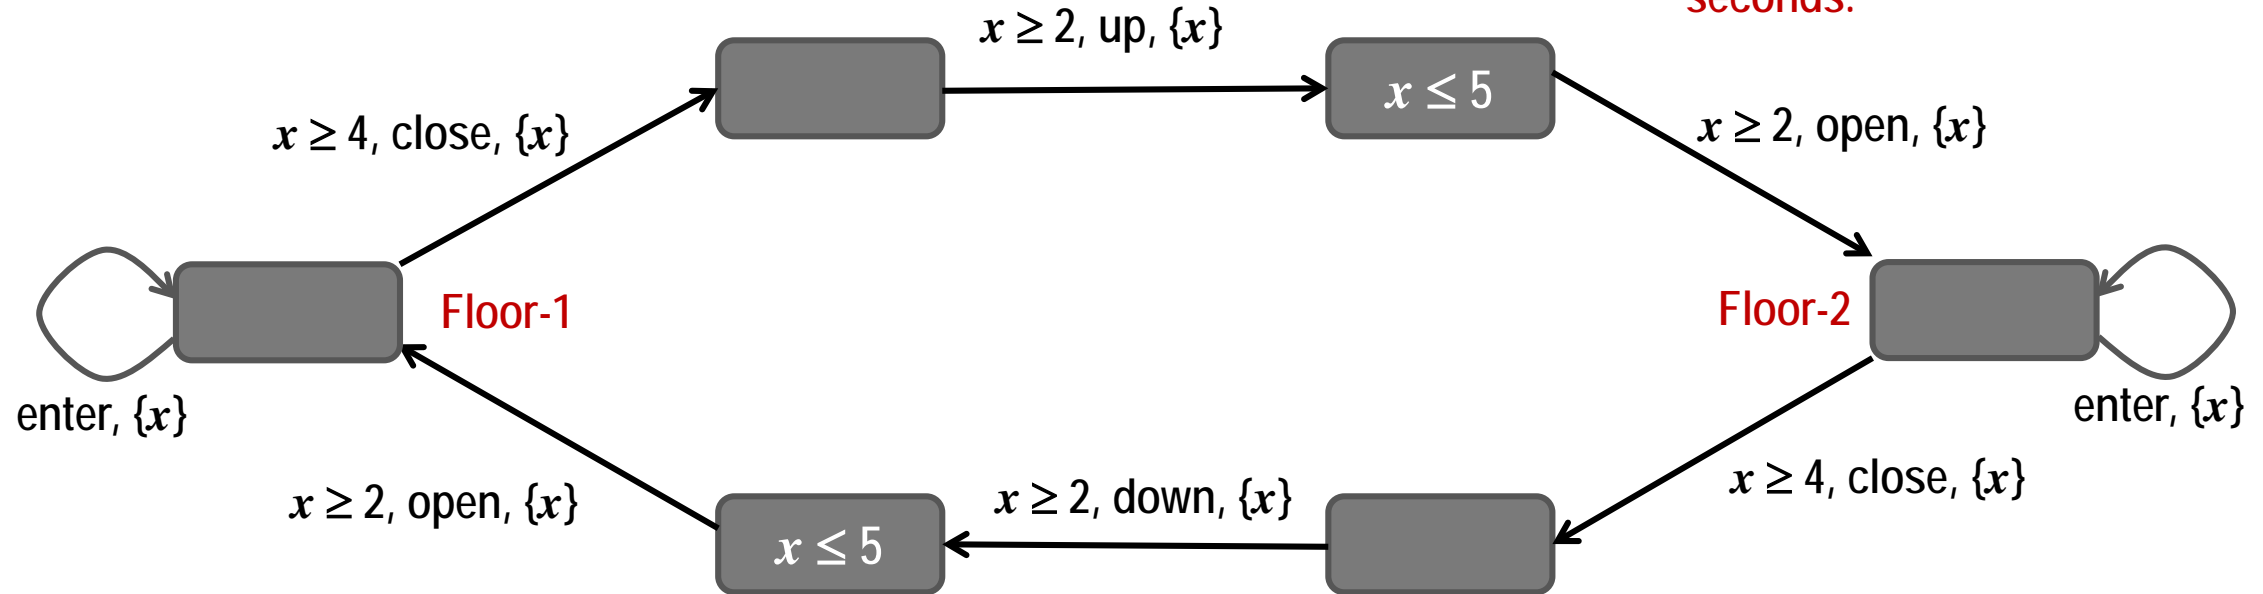 seconds.
x ≥ 2, up, {x}
x ≤ 5
x ≥ 4, close, {x}
x ≥ 2, open, {x}
Floor-1
Floor-2
enter, {x}
enter, {x}
x ≥ 2, open, {x}
x ≥ 2, down, {x}
x ≥ 4, close, {x}
x ≤ 5